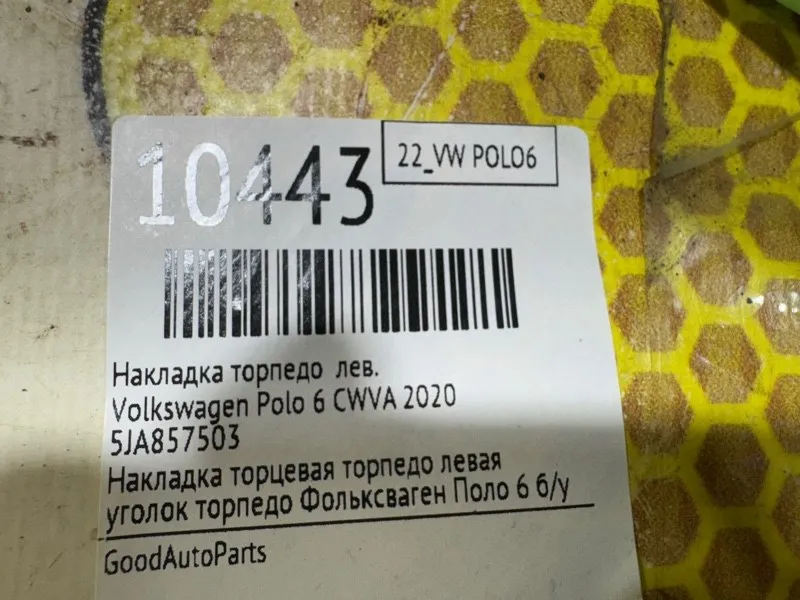 10443
22_VW POLO6
Накладка торпедо лев.
Volkswagen Polo 6 CWVA 2020
5JA857503
Накладка торцевая торпедо левая
уголок торпедо Фольксваген Поло 6 б/у
GoodAutoParts